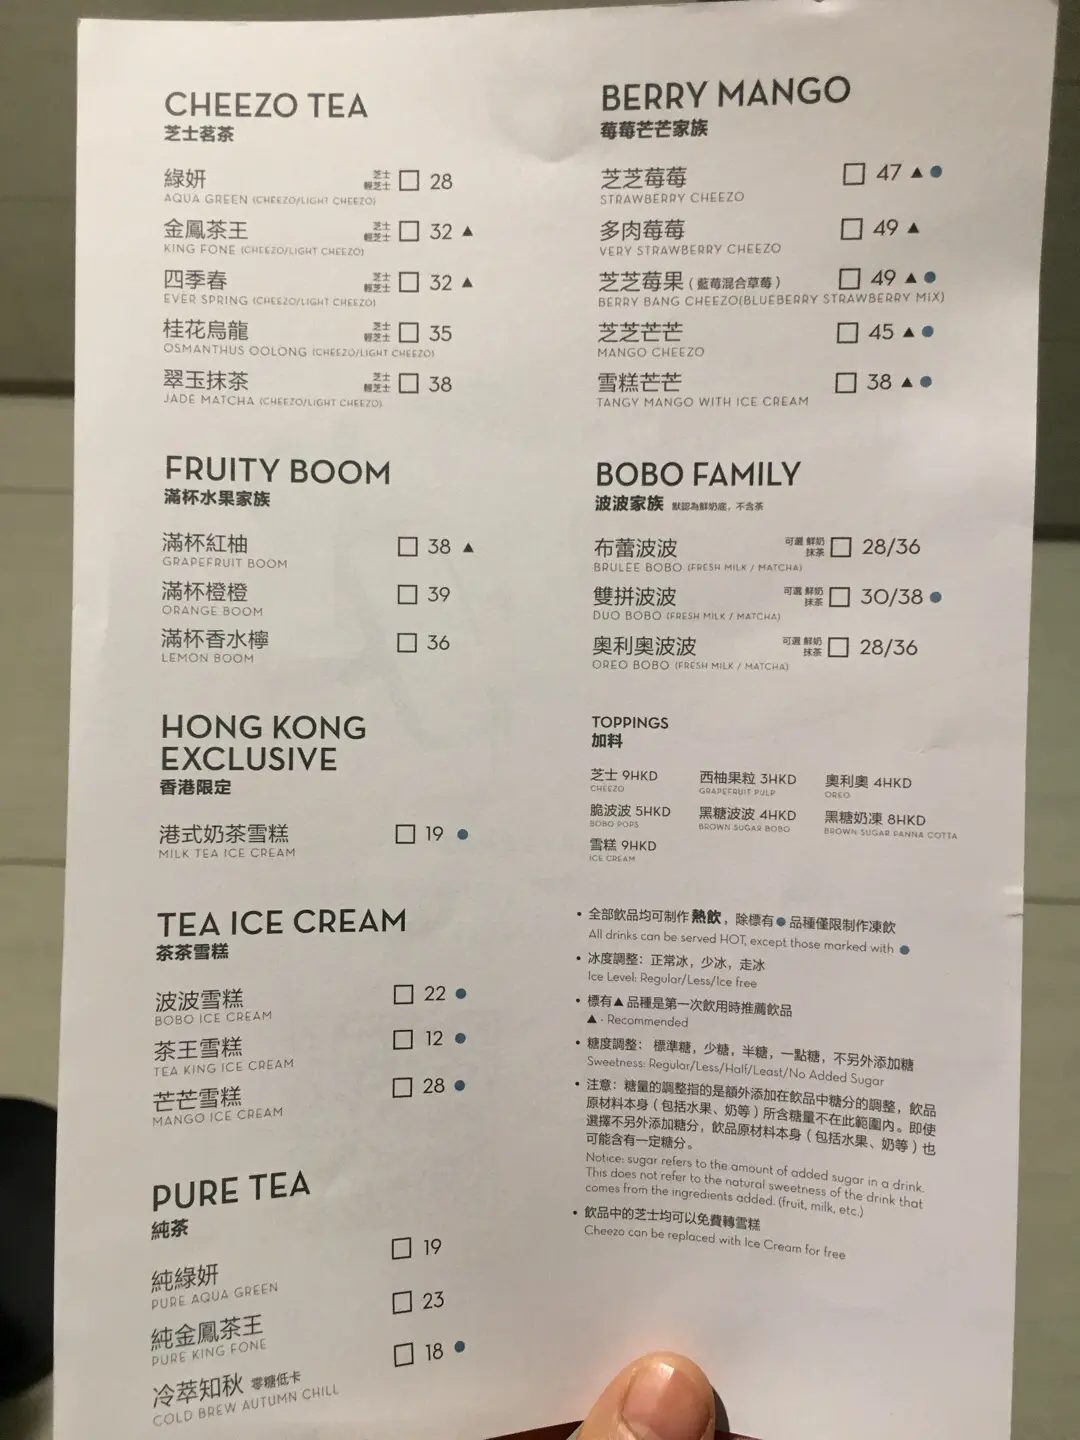 CHEEZO TEA
芝士茗茶
綠妍 芝士 輕芝士 28
AQUA GREEN (CHEEZO/LIGHT CHEEZO)
金鳳茶王 芝士 輕芝士 32 ▲
KING FONE (CHEEZO/LIGHT CHEEZO)
四季春 芝士 輕芝士 32 ▲
EVER SPRING (CHEEZO/LIGHT CHEEZO)
桂花烏龍 芝士 輕芝士 35
OSMANTHUS OOLONG (CHEEZO/LIGHT CHEEZO)
翠玉抹茶 芝士 輕芝士 38
JADE MATCHA (CHEEZO/LIGHT CHEEZO)
FRUITY BOOM
滿杯水果家族
滿杯紅柚 38 ▲
GRAPEFRUIT BOOM
滿杯橙橙 39
ORANGE BOOM
滿杯香水檸 36
LEMON BOOM
HONG KONG
EXCLUSIVE
香港限定
港式奶茶雪糕 19 ●
MILK TEA ICE CREAM
TEA ICE CREAM
茶茶雪糕
波波雪糕 22 ●
BOBO ICE CREAM
茶王雪糕 12 ●
TEA KING ICE CREAM
芒芒雪糕 28 ●
MANGO ICE CREAM
PURE TEA
純茶
純綠妍 19
PURE AQUA GREEN
純金鳳茶王 23
PURE KING FONE
冷萃知秋 零糖低卡 18 ●
COLD BREW AUTUMN CHILL
BERRY MANGO
莓莓芒芒家族
芝芝莓莓 47 ▲ ●
STRAWBERRY CHEEZO
多肉莓莓 49 ▲
VERY STRAWBERRY CHEEZO
芝芝莓果（藍莓混合草莓） 49 ▲ ●
BERRY BANG CHEEZO(BLUEBERRY STRAWBERRY MIX)
芝芝芒芒 45 ▲ ●
MANGO CHEEZO
雪糕芒芒 38 ▲ ●
TANGY MANGO WITH ICE CREAM
BOBO FAMILY
波波家族 默認為鮮奶底，不含茶
布蕾波波 可選 鮮奶 抹茶 28/36
BRULEE BOBO (FRESH MILK / MATCHA)
雙拼波波 可選 鮮奶 抹茶 30/38 ●
DUO BOBO (FRESH MILK / MATCHA)
奧利奧波波 可選 鮮奶 抹茶 28/36
OREO BOBO (FRESH MILK / MATCHA)
TOPPINGS
加料
芝士 9HKD 西柚果粒 3HKD 奧利奧 4HKD
CHEEZO GRAPEFRUIT PULP OREO
脆波波 5HKD 黑糖波波 4HKD 黑糖奶凍 8HKD
BOBO POPS BROWN SUGAR BOBO BROWN SUGAR PANNA COTTA
雪糕 9HKD
ICE CREAM
• 全部飲品均可制作熱飲，除標有 ● 品種僅限制作凍飲
All drinks can be served HOT, except those marked with ●
• 冰度調整：正常冰，少冰，走冰
Ice Level: Regular/Less/Ice free
• 標有▲品種是第一次飲用時推薦飲品
▲ - Recommended
• 糖度調整： 標準糖，少糖，半糖，一點糖，不另外添加糖
Sweetness: Regular/Less/Half/Least/No Added Sugar
• 注意：糖量的調整指的是額外添加在飲品中糖分的調整，飲品
原材料本身（包括水果、奶等）所含糖量不在此範圍內。即使
選擇不另外添加糖分，飲品原材料本身（包括水果、奶等）也
可能含有一定糖分。
Notice: sugar refers to the amount of added sugar in a drink.
This does not refer to the natural sweetness of the drink that
comes from the ingredients added. (fruit, milk, etc.)
• 飲品中的芝士均可以免費轉雪糕
Cheezo can be replaced with Ice Cream for free